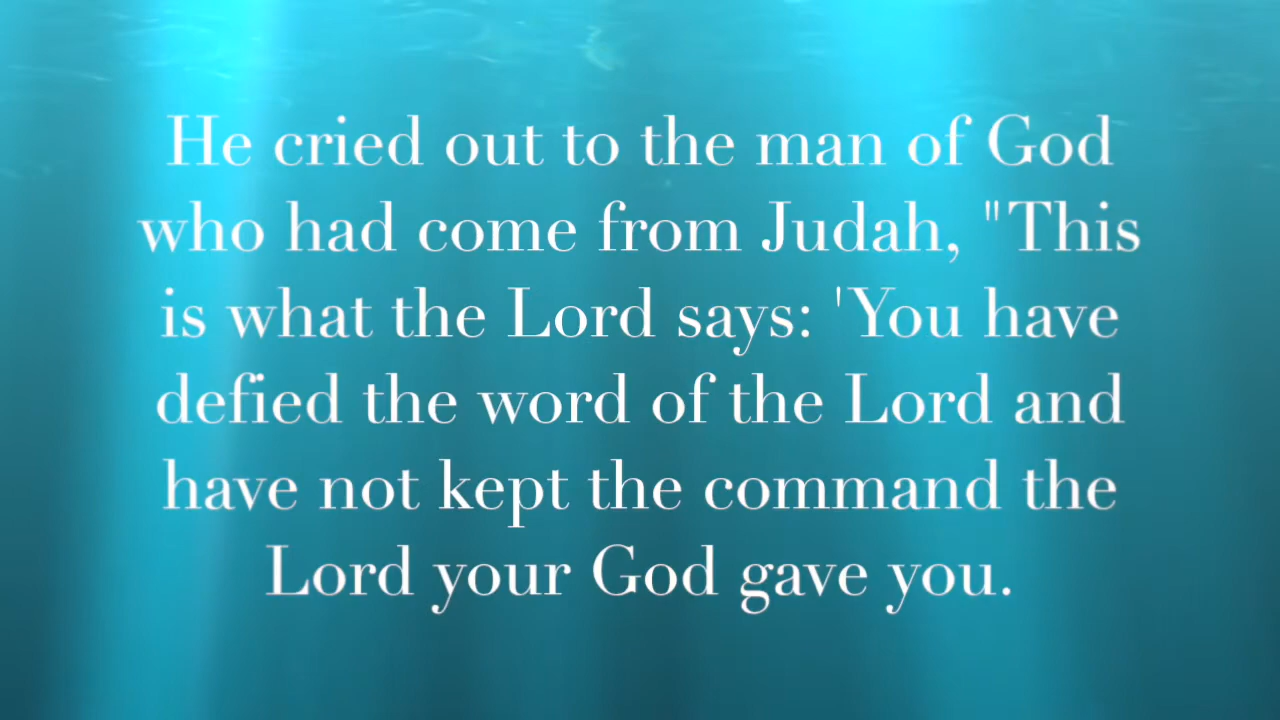 He cried out to the man of God
who had come from Judah, "This
is what the Lord says: 'You have
defied the word of the Lord and
have not kept the command the
Lord your God gave you.